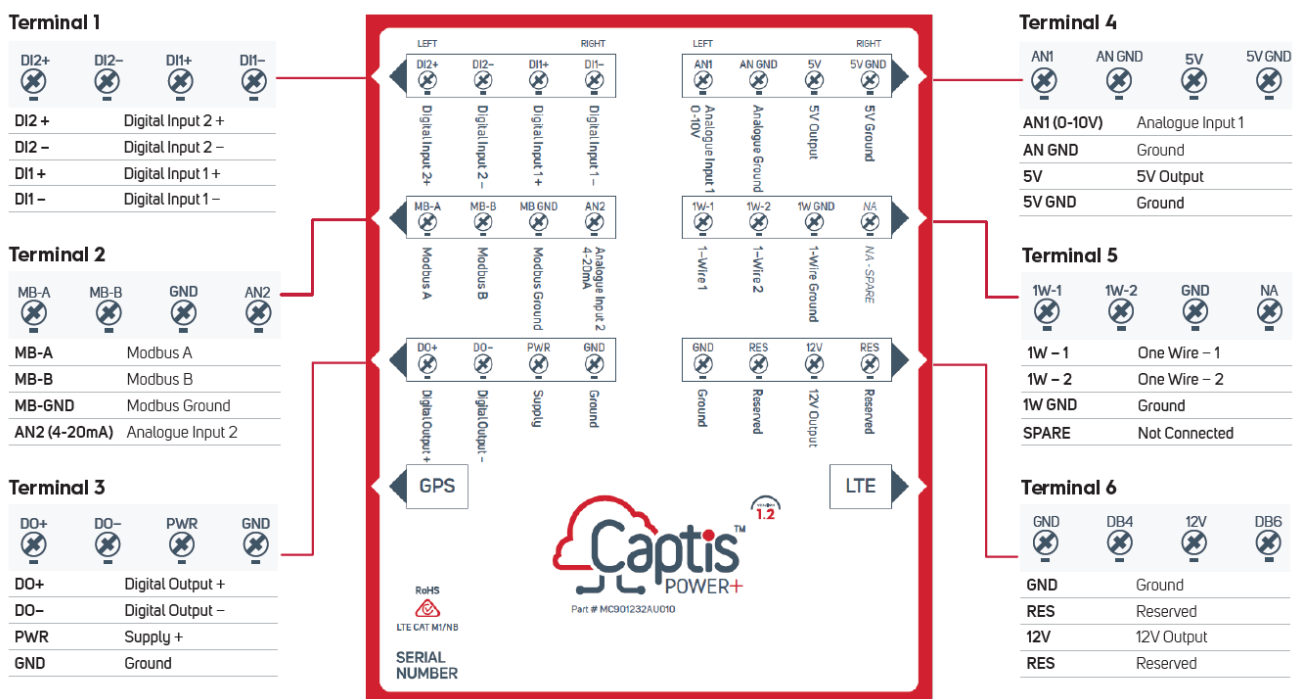 Terminal 1
DI2+ DI2– DI1+ DI1–
DI2 + Digital Input 2 +
DI2 – Digital Input 2 –
DI1 + Digital Input 1 +
DI1 – Digital Input 1 –
Terminal 2
MB-A MB-B GND AN2
MB-A Modbus A
MB-B Modbus B
MB-GND Modbus Ground
AN2 (4-20mA) Analogue Input 2
Terminal 3
DO+ DO– PWR GND
DO+ Digital Output +
DO– Digital Output –
PWR Supply +
GND Ground
LEFT RIGHT
DI2+ DI2– DI1+ DI1–
Digital Input 2+
Digital Input 2 –
Digital Input 1 +
Digital Input 1 –
MB-A MB-B MB GND AN2
Modbus A
Modbus B
Modbus Ground
Analogue Input 2
4-20mA
DO+ DO– PWR GND
Digital Output +
Digital Output –
Supply
Ground
GPS
LEFT RIGHT
AN1 AN GND 5V 5V GND
Analogue Input 1
0-10V
Analogue Ground
5V Output
5V Ground
1W-1 1W-2 1W GND NA
1-Wire 1
1-Wire 2
1-Wire Ground
NA - SPARE
GND RES 12V RES
Ground
Reserved
12V Output
Reserved
LTE
1.2
Captis™
POWER+
Part # MC901232AU010
RoHS
LTE CAT M1/NB
SERIAL
NUMBER
Terminal 4
AN1 AN GND 5V 5V GND
AN1 (0-10V) Analogue Input 1
AN GND Ground
5V 5V Output
5V GND Ground
Terminal 5
1W-1 1W-2 GND NA
1W – 1 One Wire – 1
1W – 2 One Wire – 2
1W GND Ground
SPARE Not Connected
Terminal 6
GND DB4 12V DB6
GND Ground
RES Reserved
12V 12V Output
RES Reserved